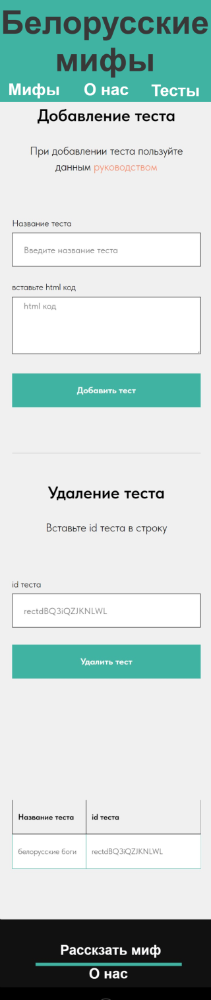 Белорусские
мифы
Мифы О нас Тесты
Добавление теста
При добавлении теста пользуйте
данным руководством
Название теста
Введите название теста
вставьте html код
html код
Добавить тест
Удаление теста
Вставьте id теста в строку
id теста
rectdBQ3iQZJKNLWL
Удалить тест
Название теста id теста
белорусские боги rectdBQ3iQZJKNLWL
Расскзать миф
О нас